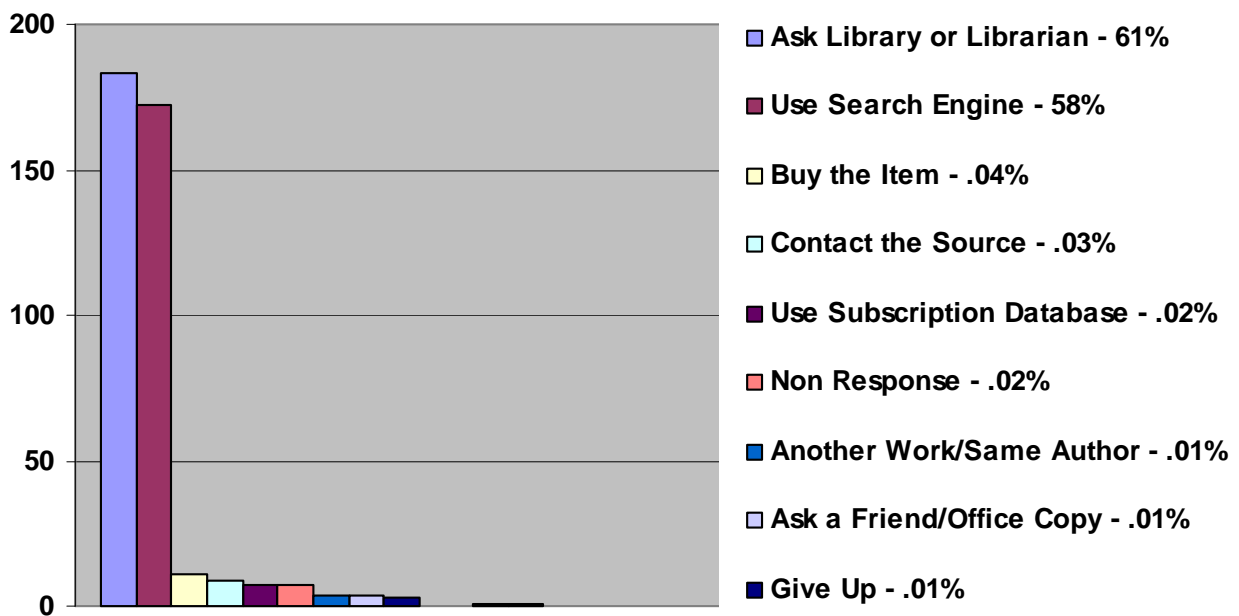 200
150
100
50
0
Ask Library or Librarian - 61%
Use Search Engine - 58%
Buy the Item - .04%
Contact the Source - .03%
Use Subscription Database - .02%
Non Response - .02%
Another Work/Same Author - .01%
Ask a Friend/Office Copy - .01%
Give Up - .01%